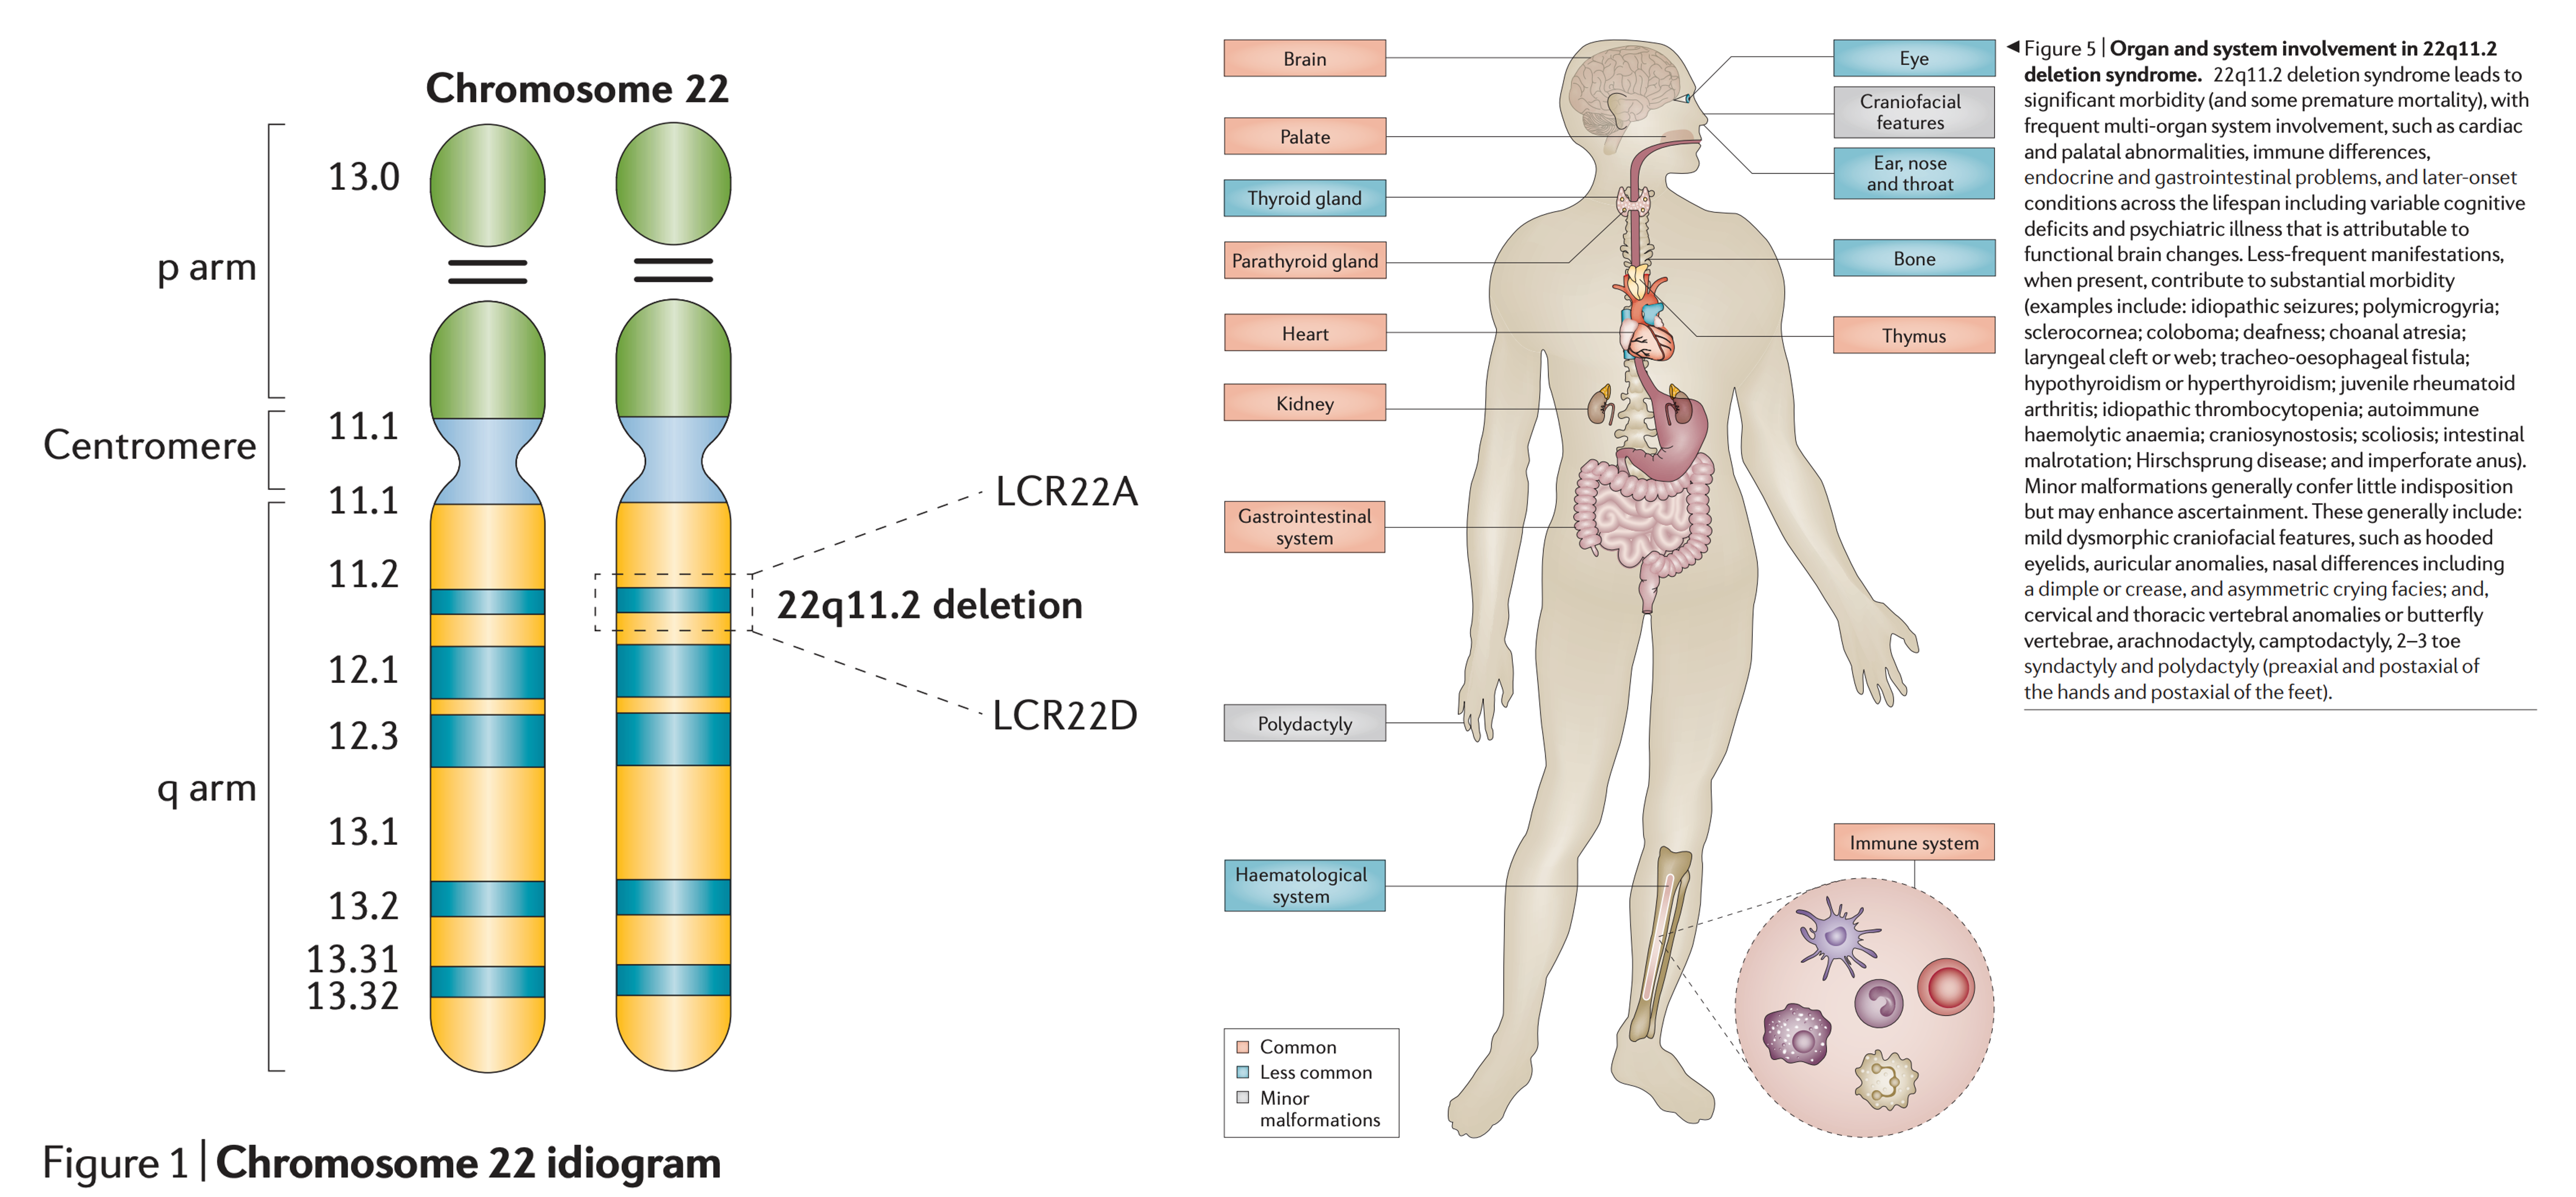 Chromosome 22
13.0
p arm
11.1
Centromere
11.1
11.2
12.1
12.3
q arm
13.1
13.2
13.31
13.32
LCR22A
22q11.2 deletion
LCR22D
Figure 1 | Chromosome 22 idiogram
Brain
Palate
Thyroid gland
Parathyroid gland
Heart
Kidney
Gastrointestinal
system
Polydactyly
Haematological
system
Eye
Craniofacial
features
Ear, nose
and throat
Bone
Thymus
Immune system
Common
Less common
Minor
malformations
◄ Figure 5 | Organ and system involvement in 22q11.2
deletion syndrome. 22q11.2 deletion syndrome leads to
significant morbidity (and some premature mortality), with
frequent multi-organ system involvement, such as cardiac
and palatal abnormalities, immune differences,
endocrine and gastrointestinal problems, and later-onset
conditions across the lifespan including variable cognitive
deficits and psychiatric illness that is attributable to
functional brain changes. Less-frequent manifestations,
when present, contribute to substantial morbidity
(examples include: idiopathic seizures; polymicrogyria;
sclerocornea; coloboma; deafness; choanal atresia;
laryngeal cleft or web; tracheo-oesophageal fistula;
hypothyroidism or hyperthyroidism; juvenile rheumatoid
arthritis; idiopathic thrombocytopenia; autoimmune
haemolytic anaemia; craniosynostosis; scoliosis; intestinal
malrotation; Hirschsprung disease; and imperforate anus).
Minor malformations generally confer little indisposition
but may enhance ascertainment. These generally include:
mild dysmorphic craniofacial features, such as hooded
eyelids, auricular anomalies, nasal differences including
a dimple or crease, and asymmetric crying facies; and,
cervical and thoracic vertebral anomalies or butterfly
vertebrae, arachnodactyly, camptodactyly, 2–3 toe
syndactyly and polydactyly (preaxial and postaxial of
the hands and postaxial of the feet).